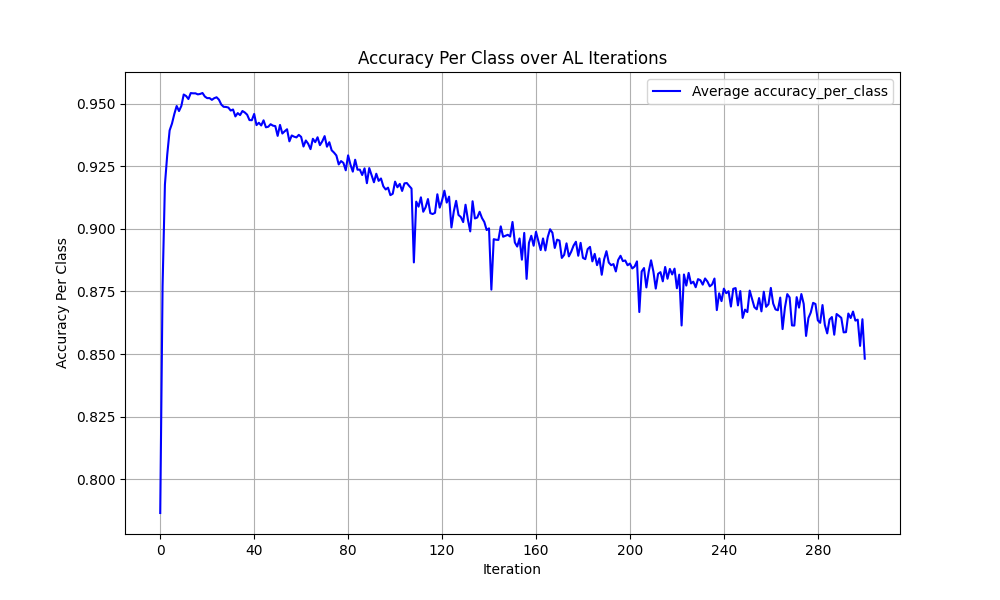 Accuracy Per Class over AL Iterations
Average accuracy_per_class
Accuracy Per Class
0.950
0.925
0.900
0.875
0.850
0.825
0.800
0 40 80 120 160 200 240 280
Iteration